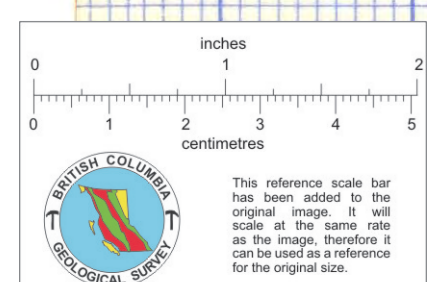 inches
0 1 2
0 1 2 3 4 5
centimetres
BRITISH COLUMBIA
GEOLOGICAL SURVEY
This reference scale bar
has been added to the
original image. It will
scale at the same rate
as the image, therefore it
can be used as a reference
for the original size.